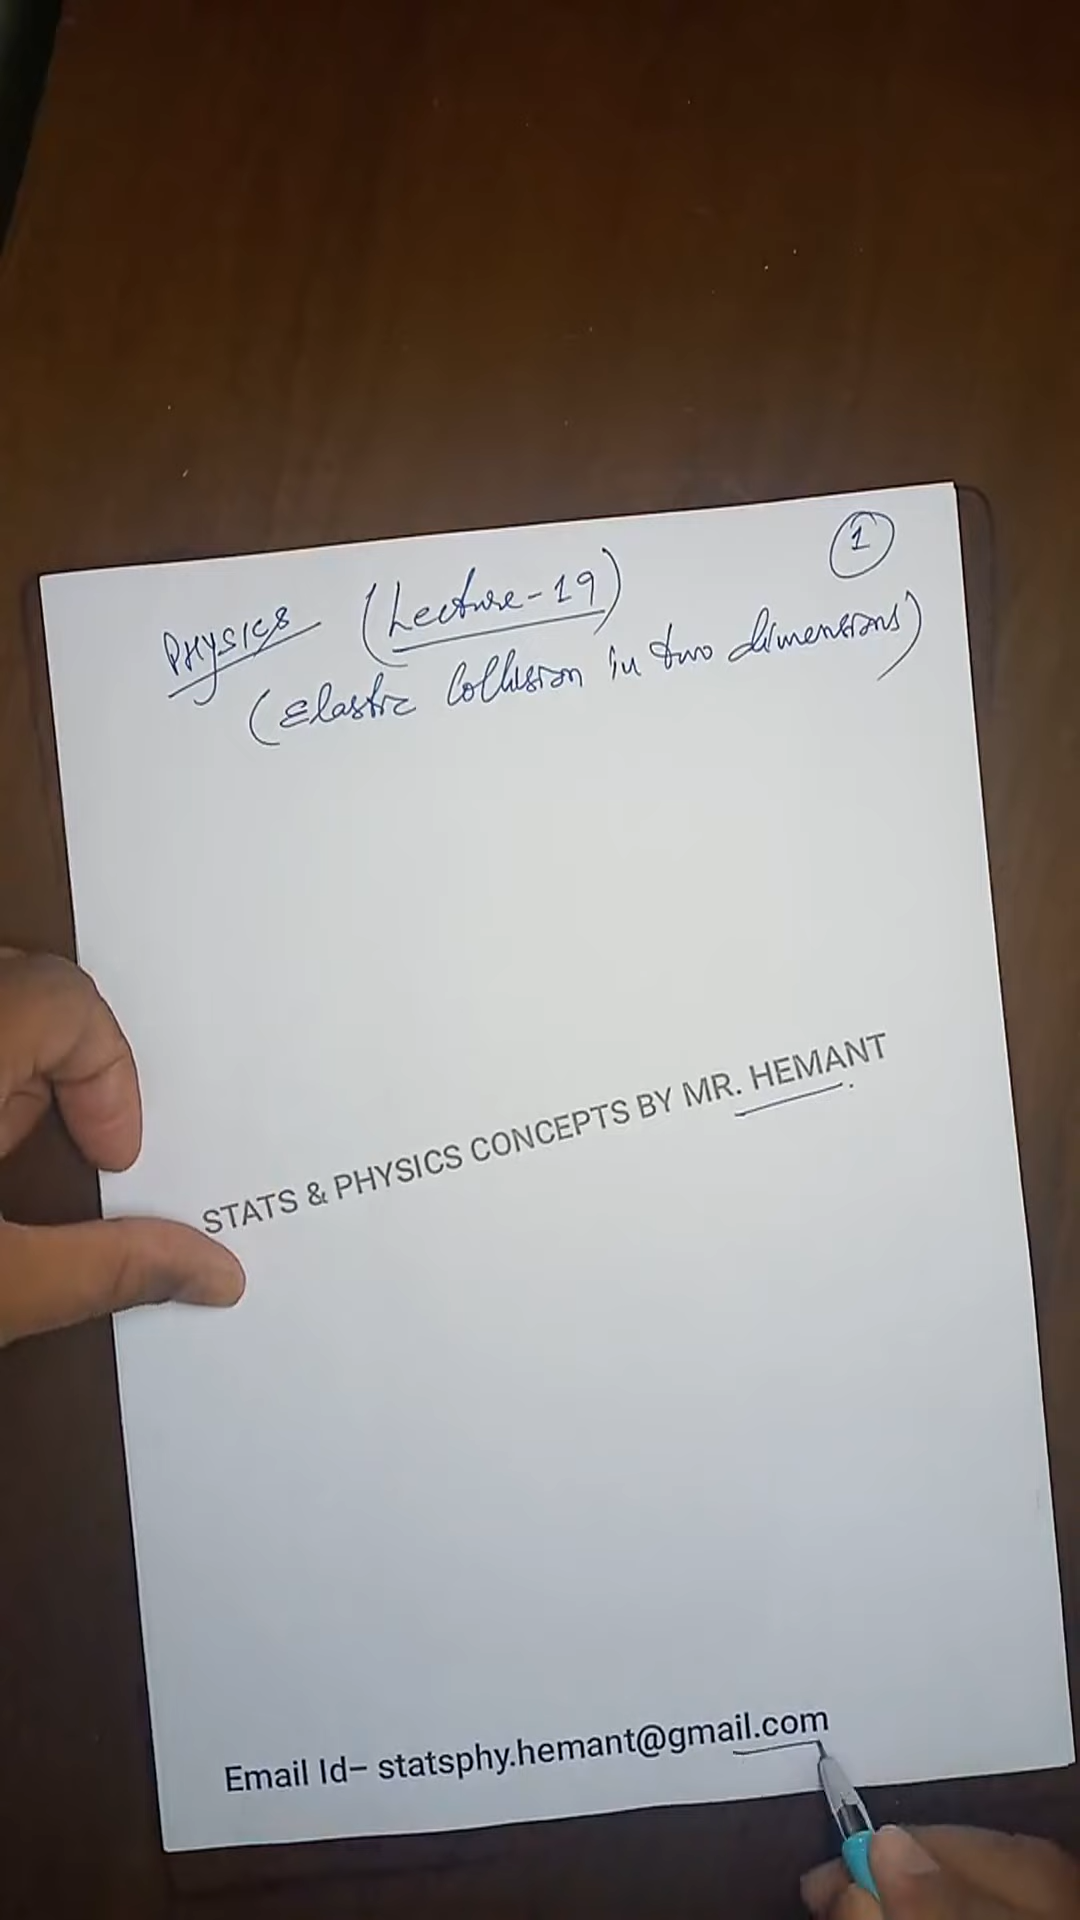 PHYSICS (Lecture-19) 1
(Elastic Collision in two dimensions)
STATS & PHYSICS CONCEPTS BY MR. HEMANT
Email Id- statsphy.hemant@gmail.com